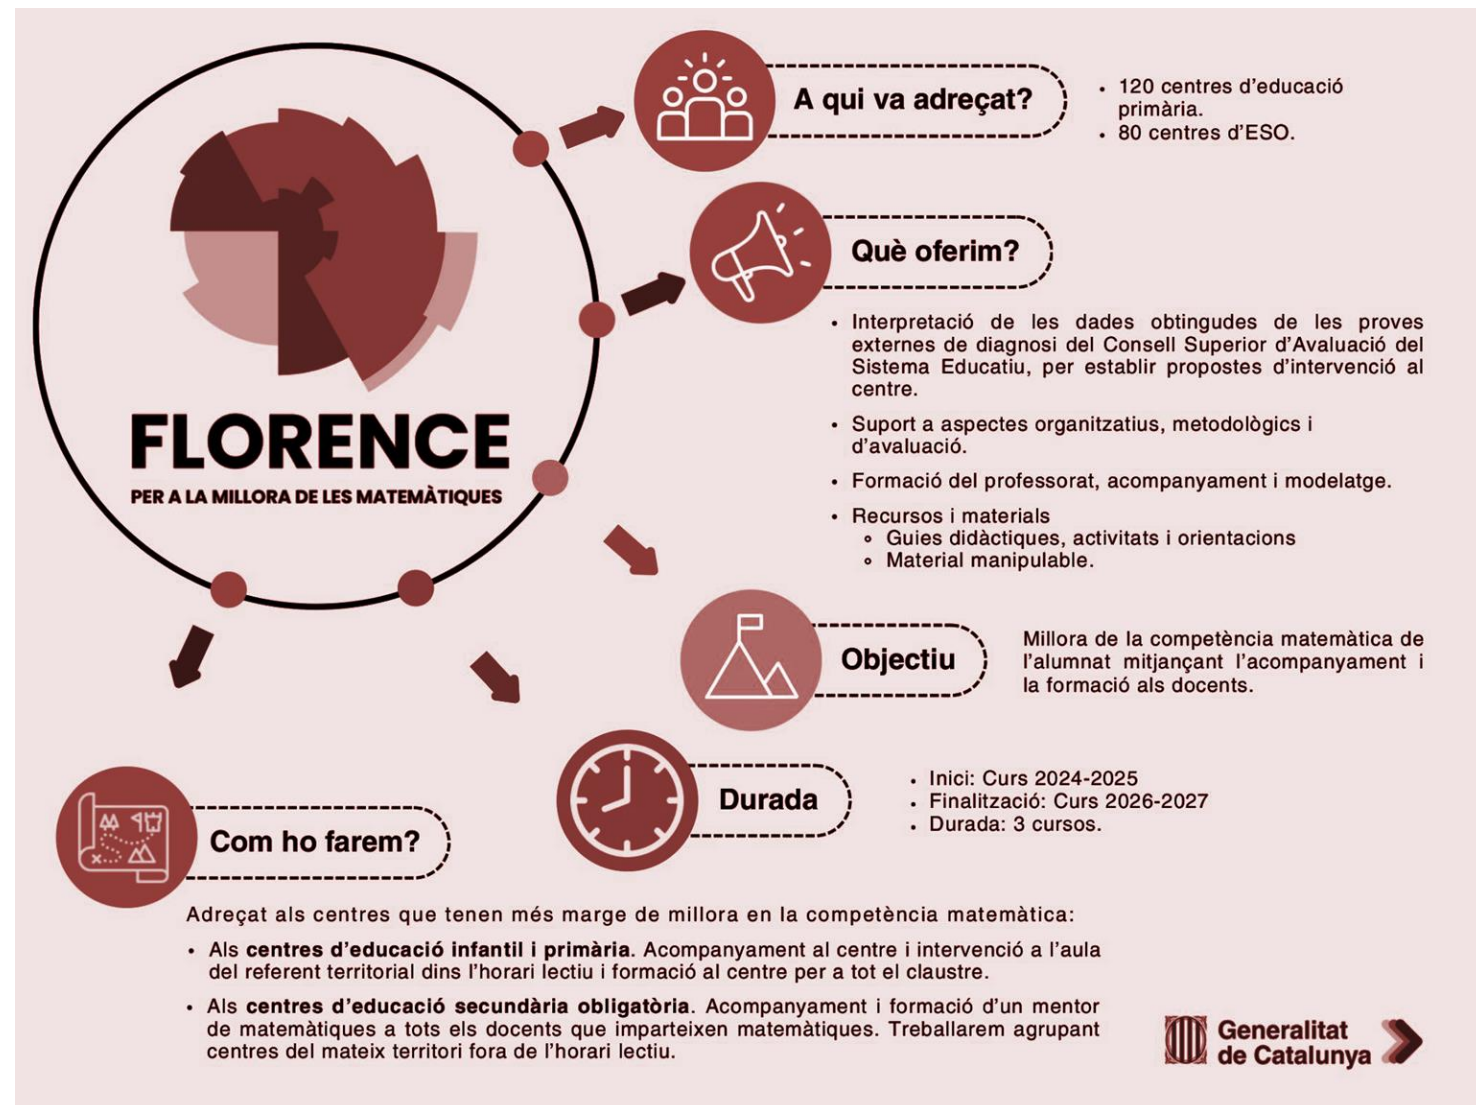 FLORENCE
PER A LA MILLORA DE LES MATEMÀTIQUES
A qui va adreçat?
• 120 centres d'educació
primària.
• 80 centres d'ESO.
Què oferim?
• Interpretació de les dades obtingudes de les proves
externes de diagnosi del Consell Superior d'Avaluació del
Sistema Educatiu, per establir propostes d'intervenció al
centre.
• Suport a aspectes organitzatius, metodològics i
d'avaluació.
• Formació del professorat, acompanyament i modelatge.
• Recursos i materials
∘ Guies didàctiques, activitats i orientacions
∘ Material manipulable.
Objectiu
Millora de la competència matemàtica de
l'alumnat mitjançant l'acompanyament i
la formació als docents.
Durada
• Inici: Curs 2024-2025
• Finalització: Curs 2026-2027
• Durada: 3 cursos.
Com ho farem?
Adreçat als centres que tenen més marge de millora en la competència matemàtica:
• Als centres d'educació infantil i primària. Acompanyament al centre i intervenció a l'aula
del referent territorial dins l'horari lectiu i formació al centre per a tot el claustre.
• Als centres d'educació secundària obligatòria. Acompanyament i formació d'un mentor
de matemàtiques a tots els docents que imparteixen matemàtiques. Treballarem agrupant
centres del mateix territori fora de l'horari lectiu.
Generalitat
de Catalunya